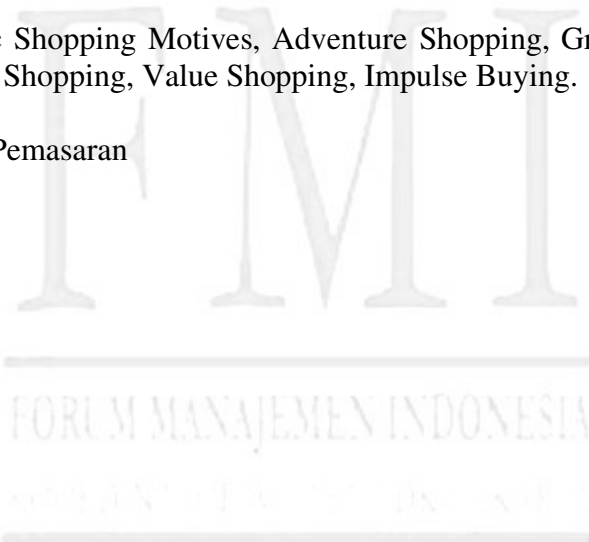 c Shopping Motives, Adventure Shopping, Gr
Shopping, Value Shopping, Impulse Buying.
Pemasaran
FMI
FORUM MANAJEMEN INDONESIA